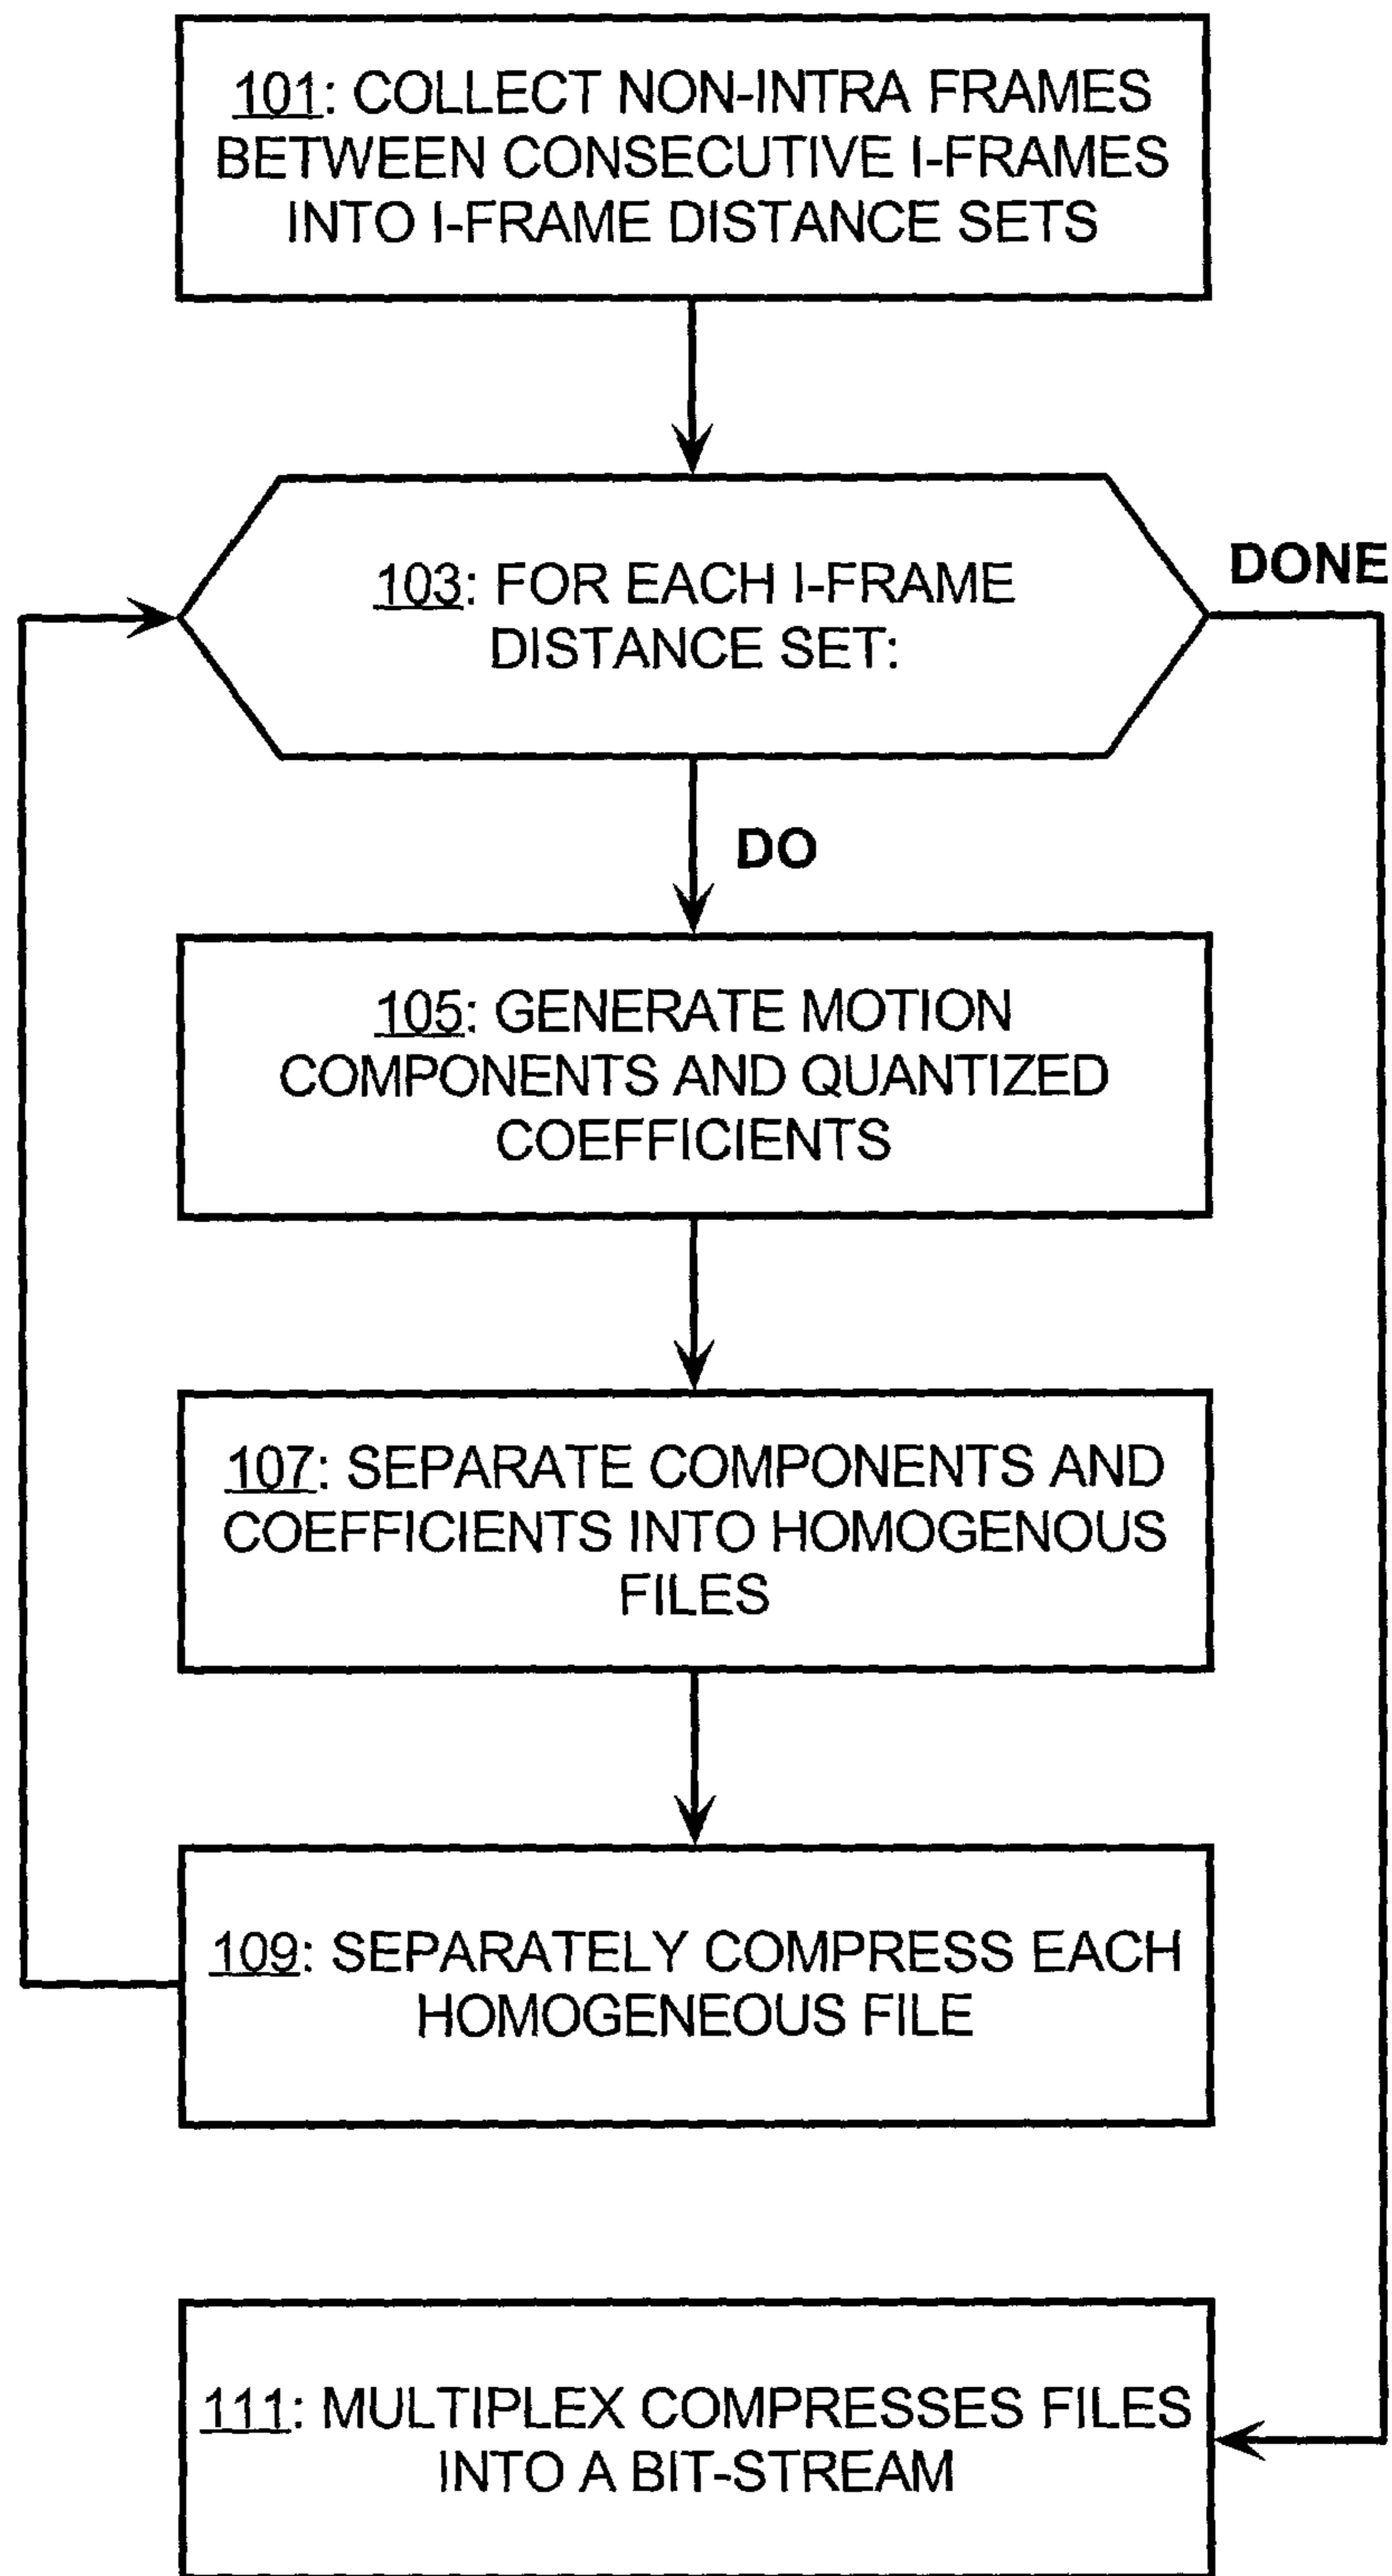 101: COLLECT NON-INTRA FRAMES
BETWEEN CONSECUTIVE I-FRAMES
INTO I-FRAME DISTANCE SETS
103: FOR EACH I-FRAME
DISTANCE SET:
DONE
DO
105: GENERATE MOTION
COMPONENTS AND QUANTIZED
COEFFICIENTS
107: SEPARATE COMPONENTS AND
COEFFICIENTS INTO HOMOGENOUS
FILES
109: SEPARATELY COMPRESS EACH
HOMOGENEOUS FILE
111: MULTIPLEX COMPRESSES FILES
INTO A BIT-STREAM